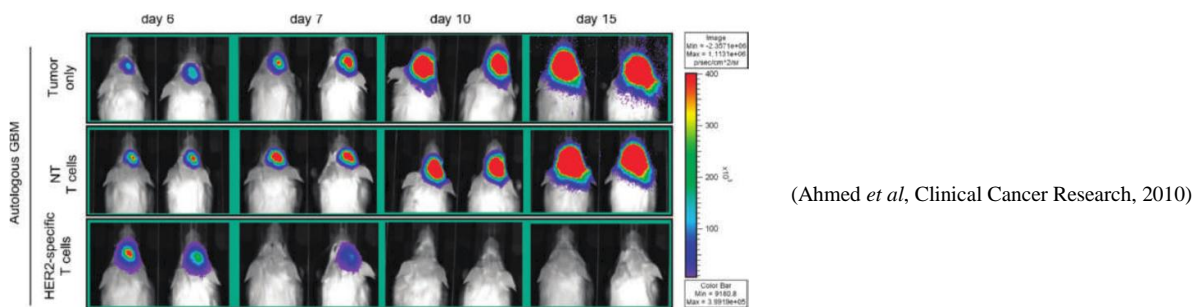 day 6 day 7 day 10 day 15
Autologous GBM
Tumor
only
NT
T cells
HER2-specific
T cells
Image
Min = -2.3571e+06
Max = 1.1131e+06
p/sec/cm^2/sr
400
300
200
100
Color Bar
Min = 9180.8
Max = 3.9919e+05
(Ahmed et al, Clinical Cancer Research, 2010)